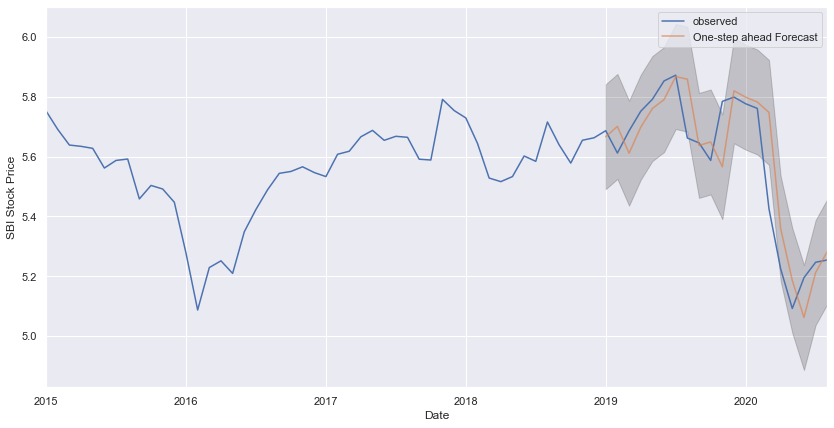 observed
One-step ahead Forecast
6.0
5.8
5.6
5.4
5.2
5.0
SBI Stock Price
2015 2016 2017 2018 2019 2020
Date